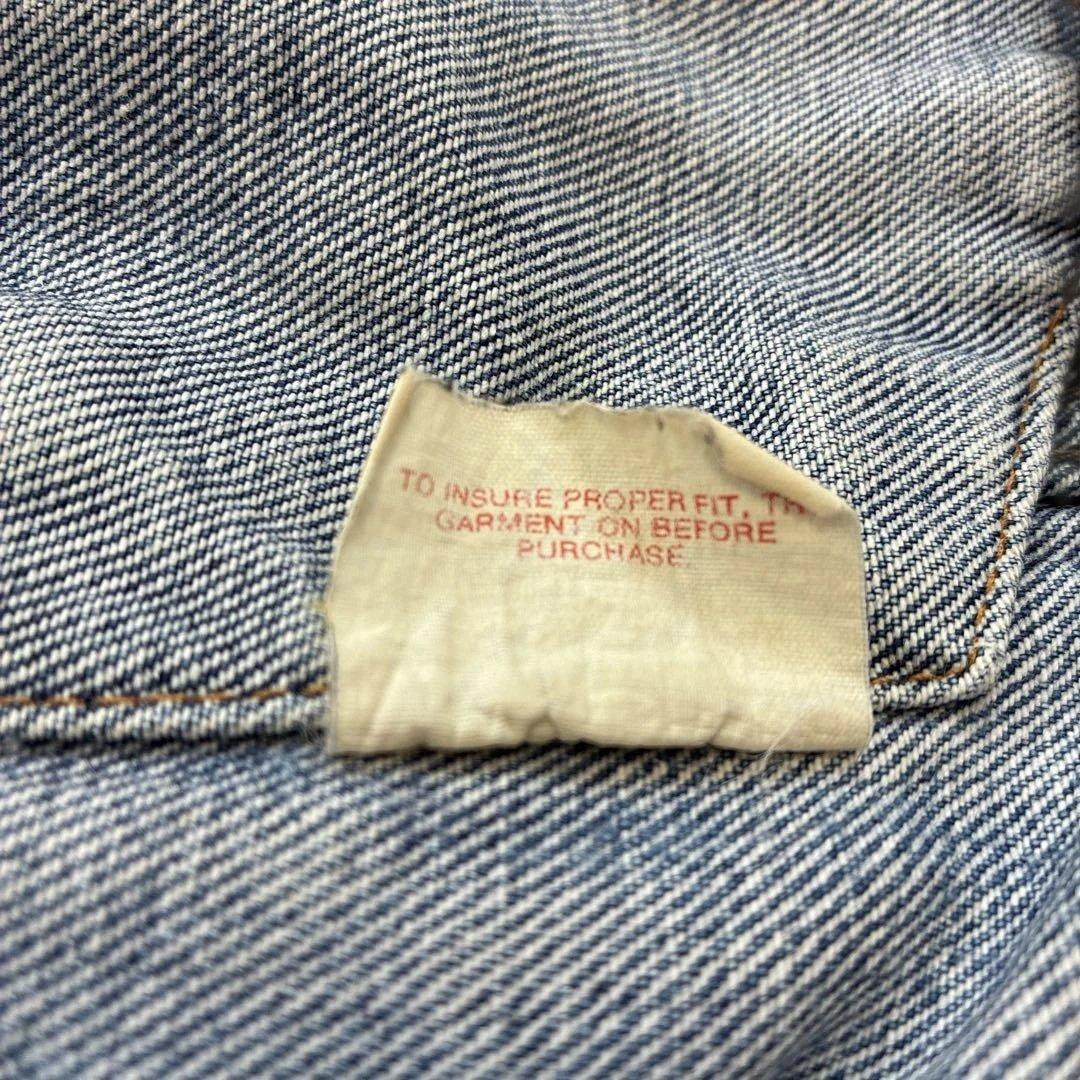 TO INSURE PROPER FIT, TR
GARMENT ON BEFORE
PURCHASE.